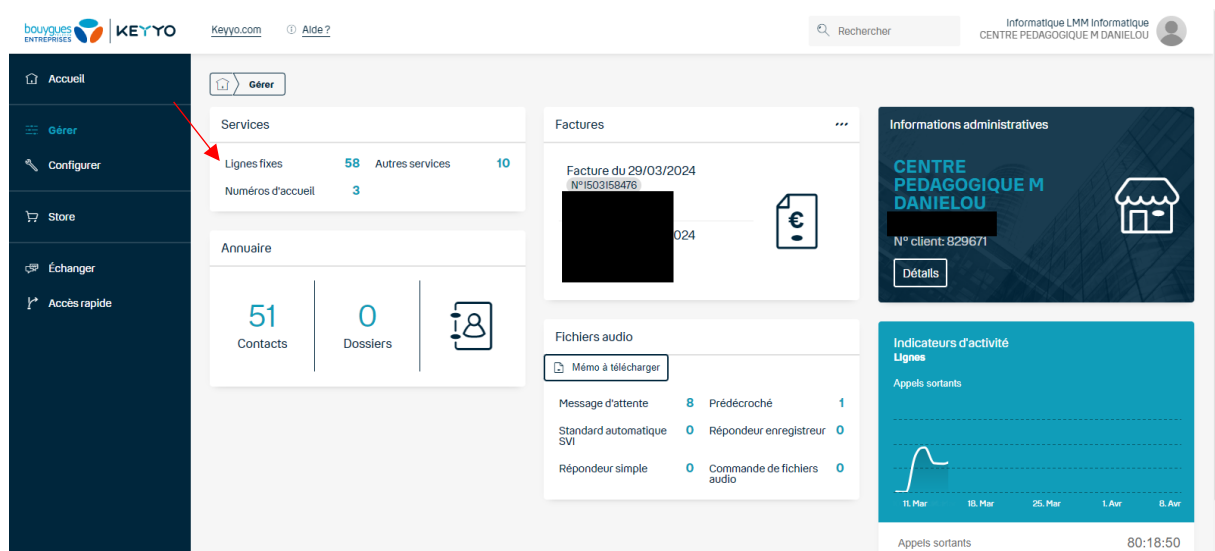 bouygues
ENTREPRISES
KEYYO
Keyyo.com
Aide ?
Rechercher
Informatique LMM Informatique
CENTRE PEDAGOGIQUE M DANIELOU
Accueil
Gérer
Configurer
Store
Échanger
Accès rapide
Gérer
Services
Lignes fixes 58 Autres services 10
Numéros d'accueil 3
Annuaire
51 0
Contacts Dossiers
Factures
Facture du 29/03/2024
N°1503158476
024
€
Fichiers audio
Mémo à télécharger
Message d'attente 8 Prédécroché 1
Standard automatique SVI 0 Répondeur enregistreur 0
Répondeur simple 0 Commande de fichiers audio 0
Informations administratives
CENTRE
PEDAGOGIQUE M
DANIELOU
N° client: 829671
Détails
Indicateurs d'activité
Lignes
Appels sortants
11. Mar 18. Mar 25. Mar 1. Avr 8. Avr
Appels sortants 80:18:50